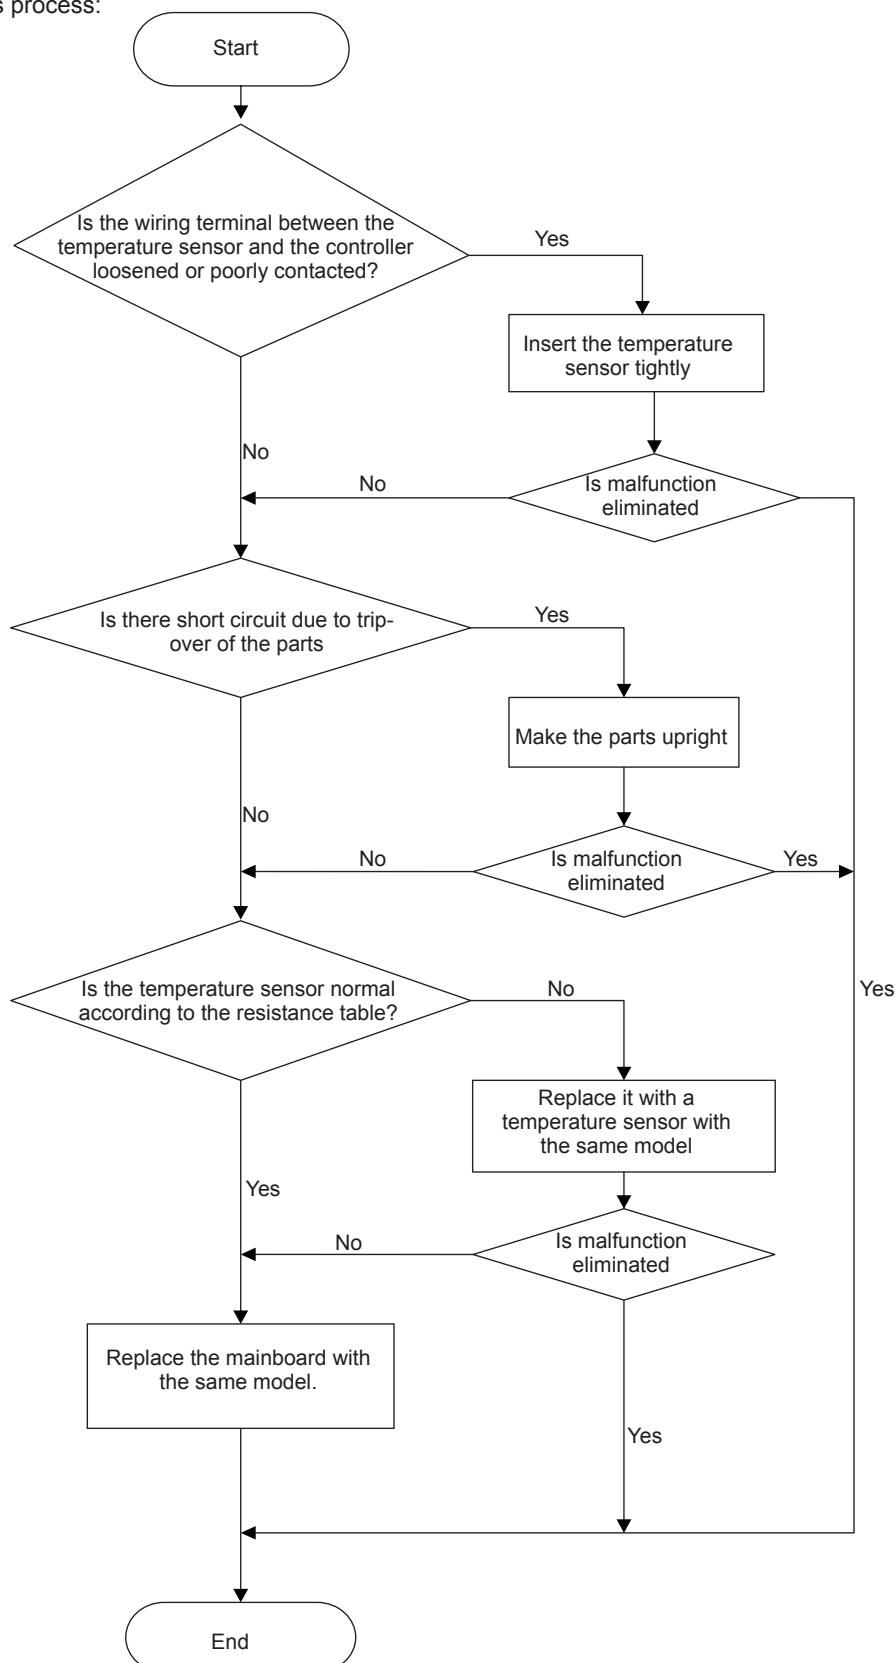 s process:
Start
Is the wiring terminal between the
temperature sensor and the controller
loosened or poorly contacted?
Yes
Insert the temperature
sensor tightly
No
No
Is malfunction
eliminated
Is there short circuit due to trip-
over of the parts
Yes
Make the parts upright
No
No
Is malfunction
eliminated
Yes
Is the temperature sensor normal
according to the resistance table?
No
Yes
Replace it with a
temperature sensor with
the same model
Yes
No
Is malfunction
eliminated
Replace the mainboard with
the same model.
Yes
End